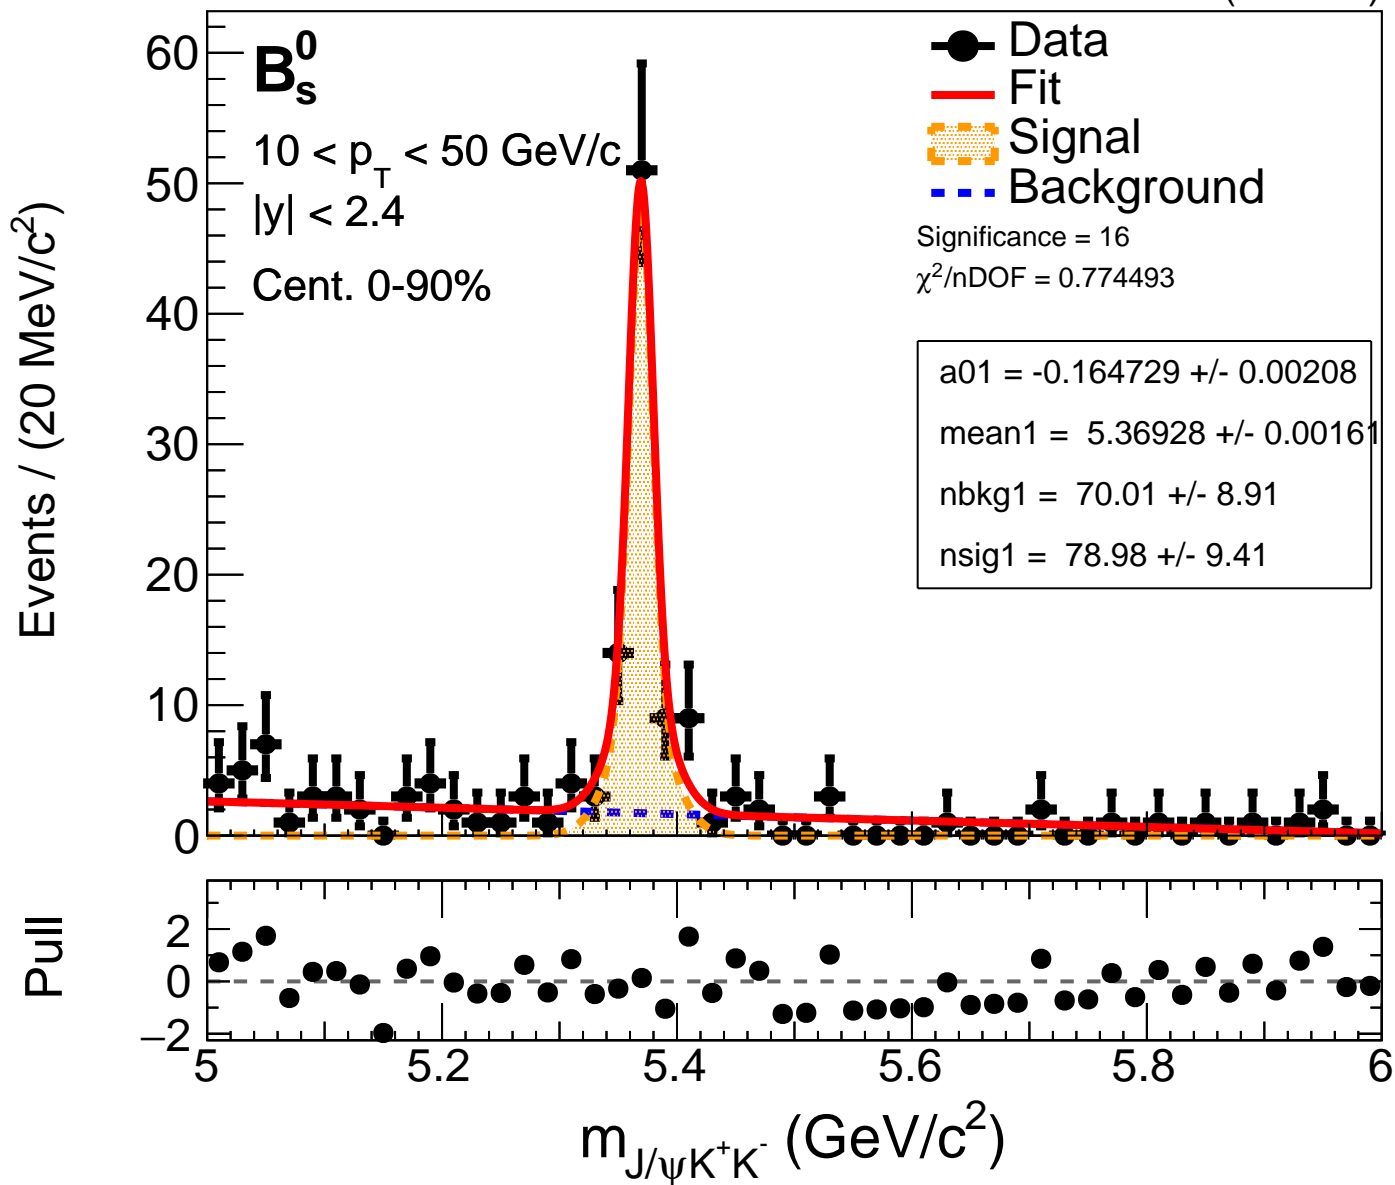 B⁰ₛ
10 < p_T < 50 GeV/c
|y| < 2.4
Cent. 0-90%
Data
Fit
Signal
Background
Significance = 16
χ²/nDOF = 0.774493
a01 = -0.164729 +/- 0.00208
mean1 = 5.36928 +/- 0.00161
nbkg1 = 70.01 +/- 8.91
nsig1 = 78.98 +/- 9.41
Events / (20 MeV/c²)
60
50
40
30
20
10
0
Pull
2
0
−2
5 5.2 5.4 5.6 5.8 6
m_{J/ψK⁺K⁻} (GeV/c²)